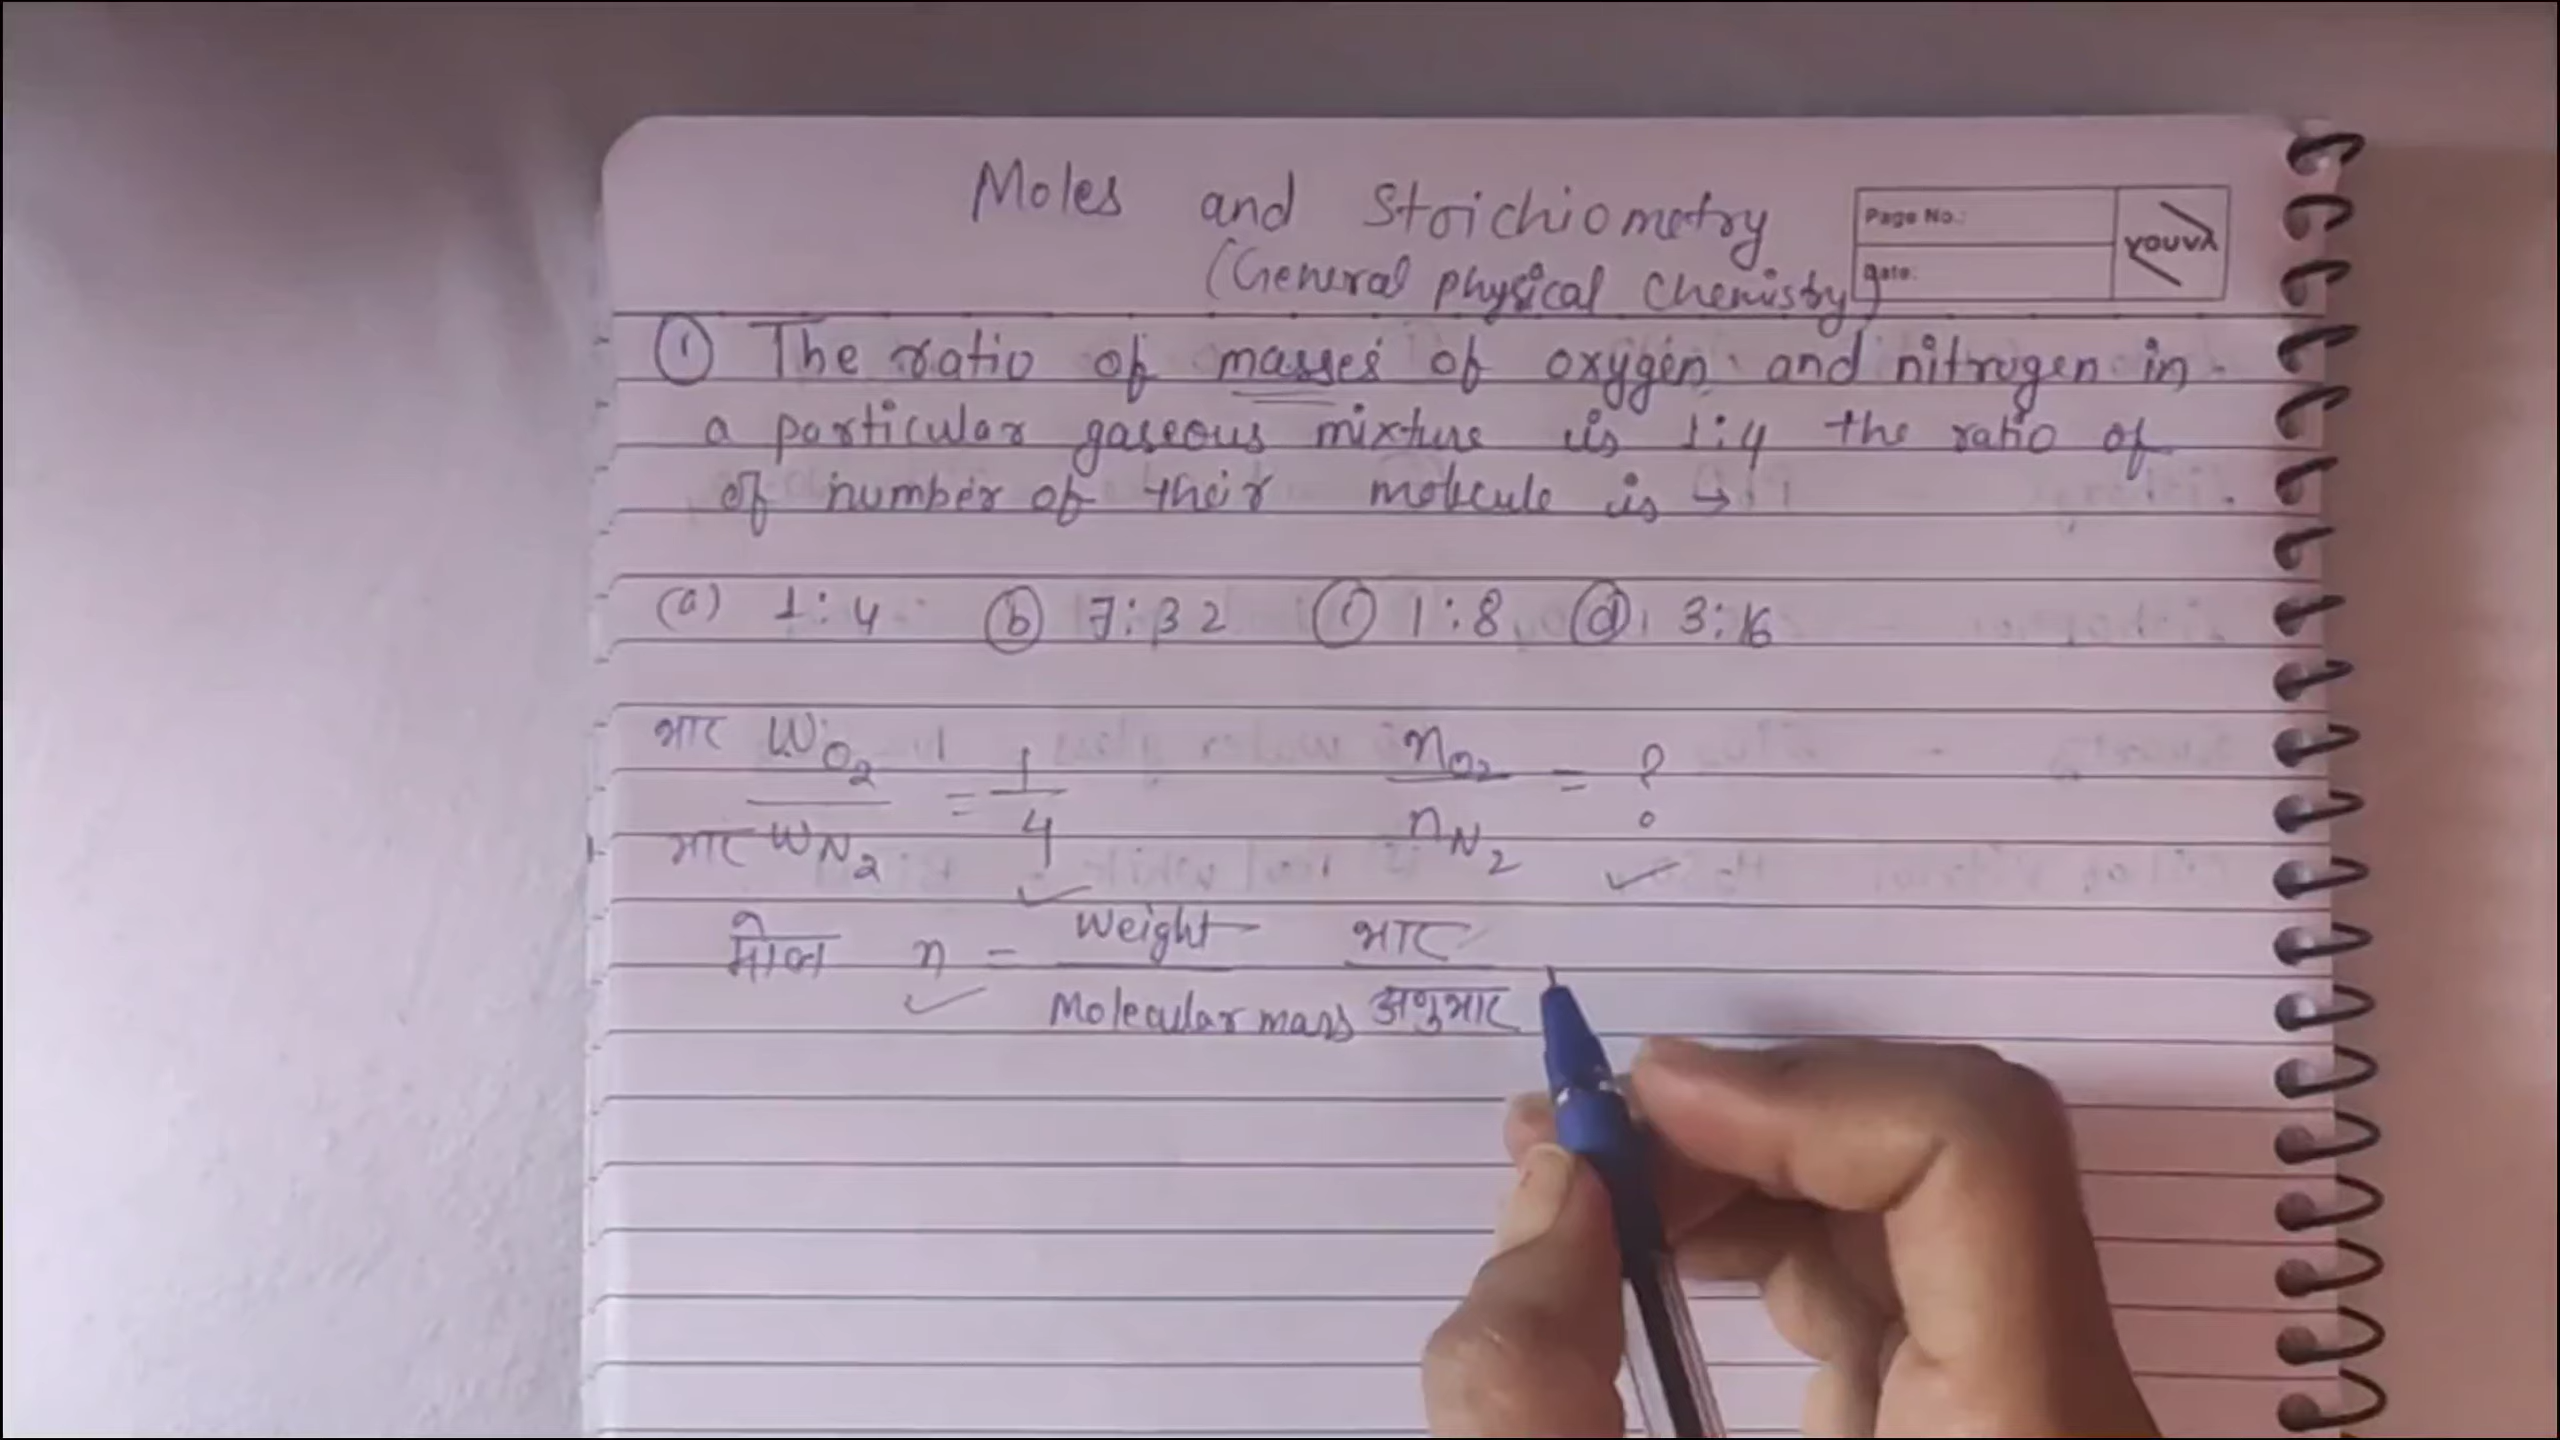 Moles and Stoichiometry
(General physical Chemistry)
Page No.:
Date:
YOUVA
① The ratio of masses of oxygen and nitrogen in
a particular gaseous mixture is 1:4 the ratio of
of number of their molecule is →
(a) 1:4 (b) 7:32 (c) 1:8 (d) 3:16
भार WO2 / भार WN2 = 1/4 nO2 / nN2 = ?
मोल n = Weight / Molecular mass भार / अणुभार